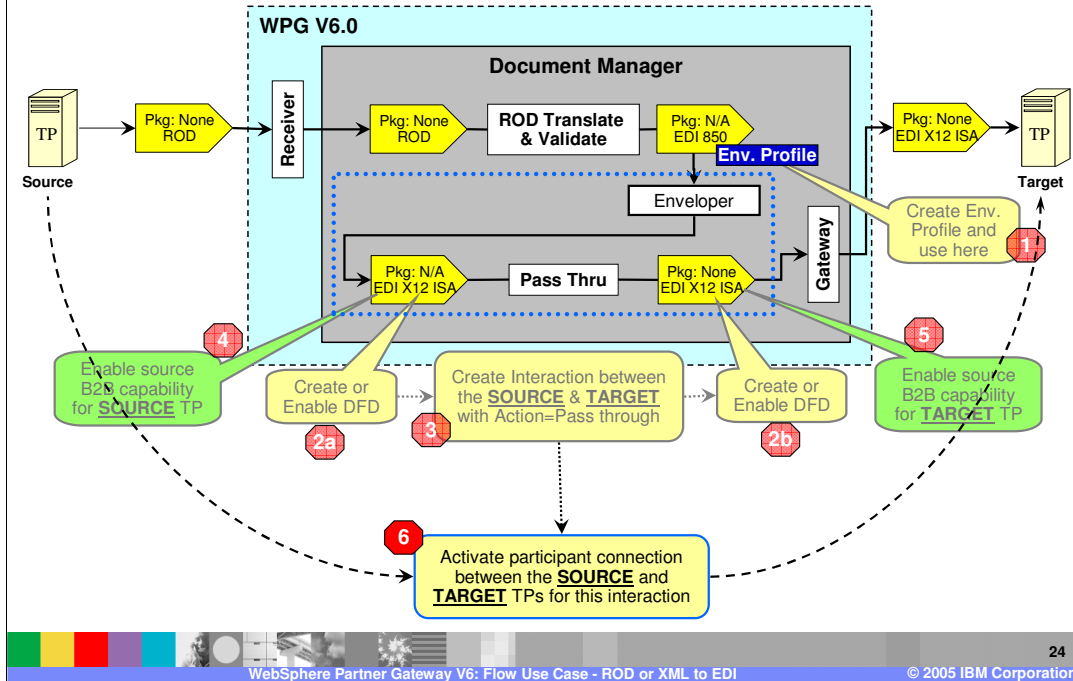 WPG V6.0
Document Manager
TP
Source
Pkg: None
ROD
Receiver
Pkg: None
ROD
ROD Translate
& Validate
Pkg: N/A
EDI 850
Env. Profile
Enveloper
Pkg: N/A
EDI X12 ISA
Pass Thru
Pkg: None
EDI X12 ISA
Gateway
Pkg: None
EDI X12 ISA
TP
Target
Create Env.
Profile and
use here
1
4
Enable source
B2B capability
for SOURCE TP
Create or
Enable DFD
2a
3
Create Interaction between
the SOURCE & TARGET
with Action=Pass through
Create or
Enable DFD
2b
5
Enable source
B2B capability
for TARGET TP
6
Activate participant connection
between the SOURCE and
TARGET TPs for this interaction
24
WebSphere Partner Gateway V6: Flow Use Case - ROD or XML to EDI
© 2005 IBM Corporation